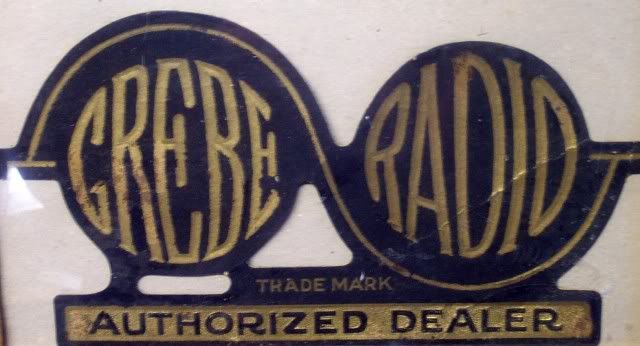 GREBE RADIO
TRADE MARK
AUTHORIZED DEALER